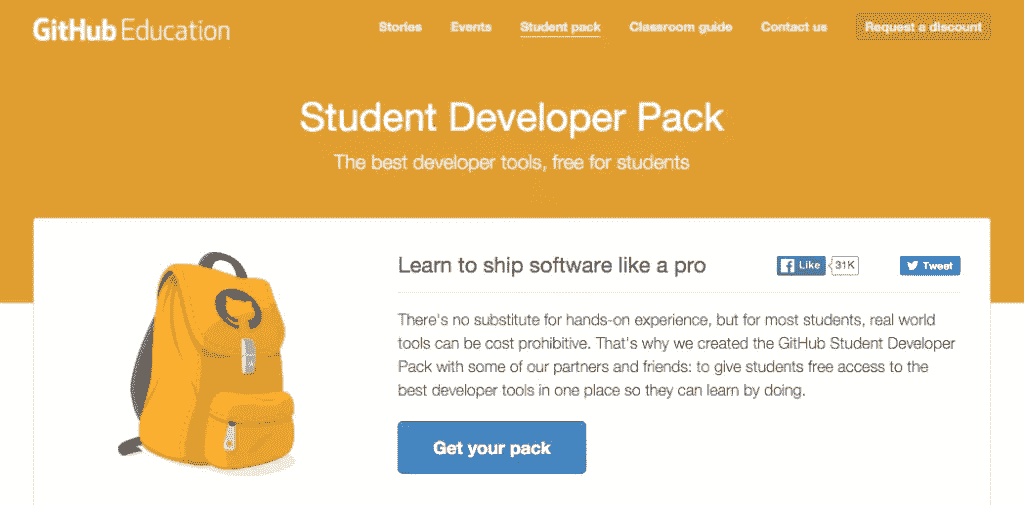 GitHub Education
Stories Events Student pack Classroom guide Contact us Request a discount
Student Developer Pack
The best developer tools, free for students
Learn to ship software like a pro
Like 31K Tweet
There's no substitute for hands-on experience, but for most students, real world
tools can be cost prohibitive. That's why we created the GitHub Student Developer
Pack with some of our partners and friends: to give students free access to the
best developer tools in one place so they can learn by doing.
Get your pack